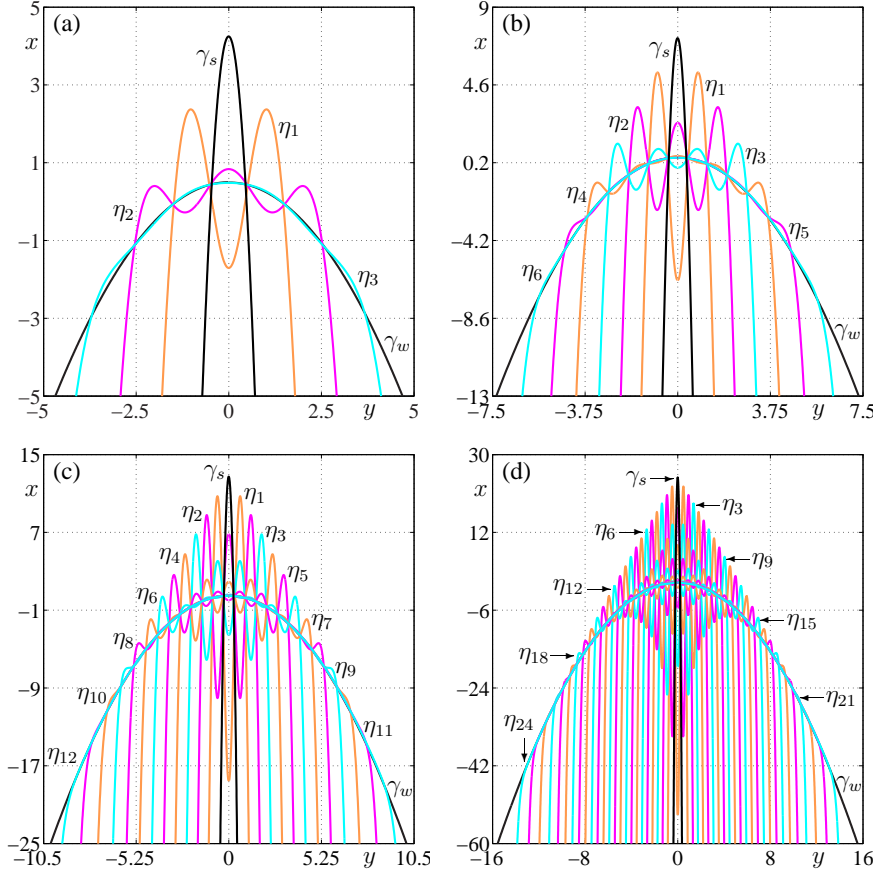 (a)
5
3
1
−1
−3
−5
x
γs
η1
η2
η3
γw
−5
−2.5
0
2.5
y
5
(b)
9
4.6
0.2
−4.2
−8.6
−13
x
γs
η1
η2
η3
η4
η5
η6
γw
−7.5
−3.75
0
3.75
y
7.5
(c)
15
7
−1
−9
−17
−25
x
γs
η1
η2
η3
η4
η5
η6
η7
η8
η9
η10
η11
η12
γw
−10.5
−5.25
0
5.25
y
10.5
(d)
30
12
−6
−24
−42
−60
x
γs
η3
η6
η9
η12
η15
η18
η21
η24
γw
−16
−8
0
8
y
16